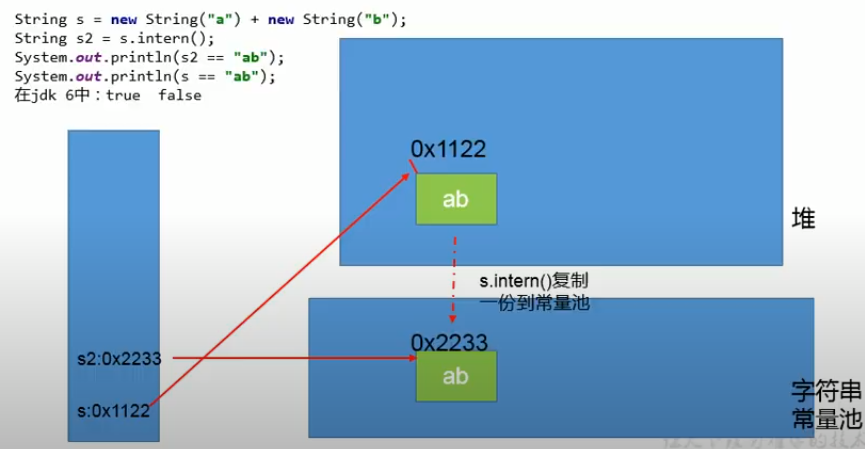 String s = new String("a") + new String("b");
String s2 = s.intern();
System.out.println(s2 == "ab");
System.out.println(s == "ab");
在jdk 6中：true  false
0x1122
ab
堆
s.intern()复制
一份到常量池
0x2233
ab
s2:0x2233
s:0x1122
字符串
常量池